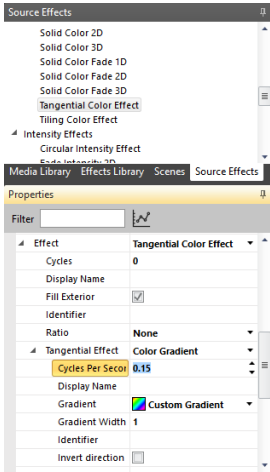 Source Effects
Solid Color 2D
Solid Color 3D
Solid Color Fade 1D
Solid Color Fade 2D
Solid Color Fade 3D
Tangential Color Effect
Tiling Color Effect
Intensity Effects
Circular Intensity Effect
Fade Intensity 2D
Media Library Effects Library Scenes Source Effects
Properties
Filter
Effect Tangential Color Effect
Cycles 0
Display Name
Fill Exterior
Identifier
Ratio None
Tangential Effect Color Gradient
Cycles Per Secor 0.15
Display Name
Gradient Custom Gradient
Gradient Width 1
Identifier
Invert direction